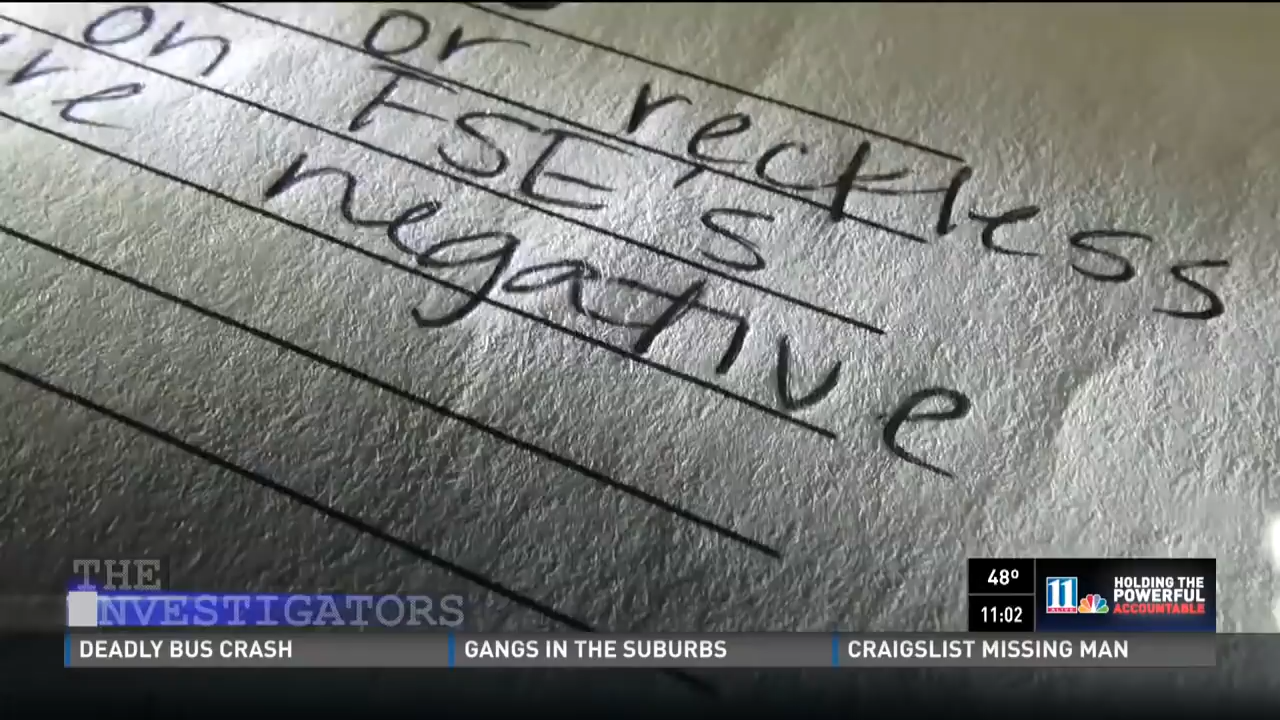 or reckless
on FSE's
negative
THE
INVESTIGATORS
48°
11:02
11
ALIVE
HOLDING THE
POWERFUL
ACCOUNTABLE
DEADLY BUS CRASH
GANGS IN THE SUBURBS
CRAIGSLIST MISSING MAN